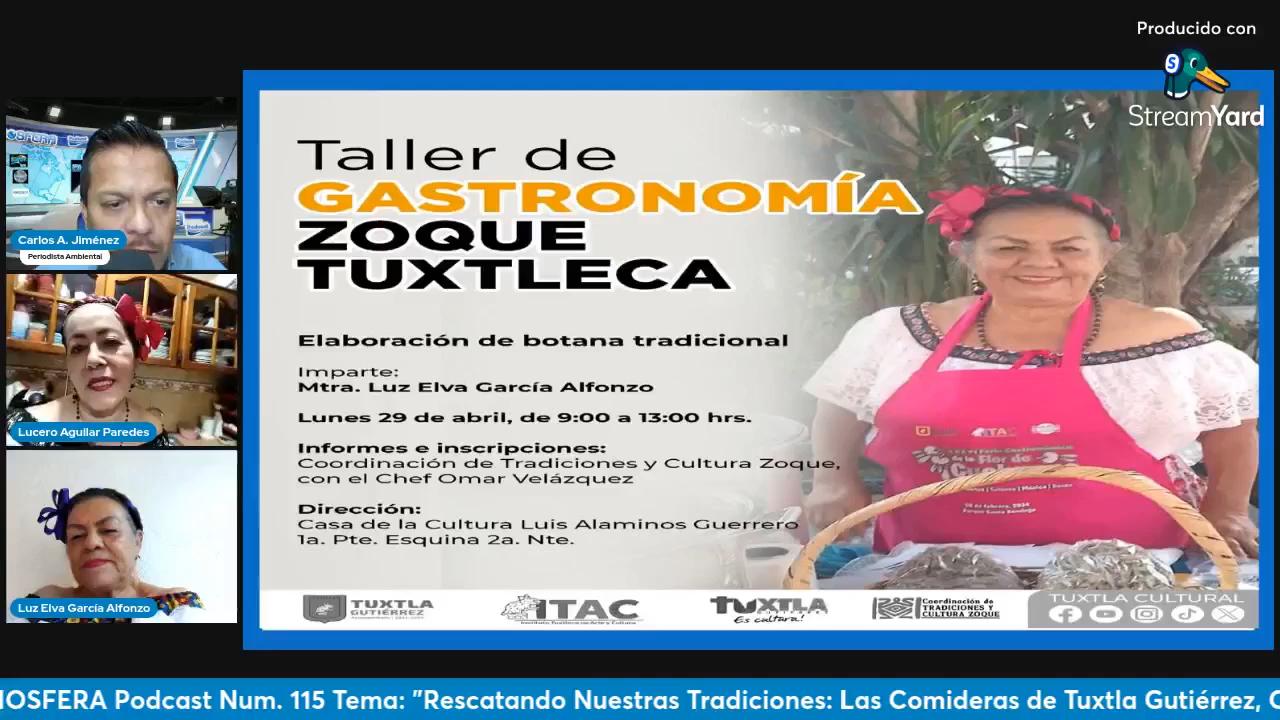 Producido con
StreamYard
Carlos A. Jiménez
Periodista Ambiental
Lucero Aguilar Paredes
Luz Elva García Alfonzo
Taller de
GASTRONOMÍA
ZOQUE
TUXTLECA
Elaboración de botana tradicional
Imparte:
Mtra. Luz Elva García Alfonzo
Lunes 29 de abril, de 9:00 a 13:00 hrs.
Informes e inscripciones:
Coordinación de Tradiciones y Cultura Zoque,
con el Chef Omar Velázquez
Dirección:
Casa de la Cultura Luis Alaminos Guerrero
1a. Pte. Esquina 2a. Nte.
TUXTLA
GUTIÉRREZ
ITAC
TUXTLA
Es cultura!
Coordinación de
TRADICIONES Y
CULTURA ZOQUE
TUXTLA CULTURAL
IOSFERA Podcast Num. 115 Tema: "Rescatando Nuestras Tradiciones: Las Comideras de Tuxtla Gutiérrez, C